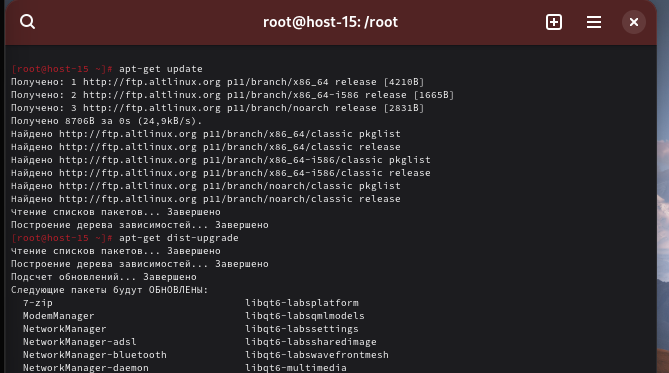 root@host-15: /root
[root@host-15 ~]# apt-get update
Получено: 1 http://ftp.altlinux.org p11/branch/x86_64 release [4210B]
Получено: 2 http://ftp.altlinux.org p11/branch/x86_64-i586 release [1665B]
Получено: 3 http://ftp.altlinux.org p11/branch/noarch release [2831B]
Получено 8706B за 0s (24,9kB/s).
Найдено http://ftp.altlinux.org p11/branch/x86_64/classic pkglist
Найдено http://ftp.altlinux.org p11/branch/x86_64/classic release
Найдено http://ftp.altlinux.org p11/branch/x86_64-i586/classic pkglist
Найдено http://ftp.altlinux.org p11/branch/x86_64-i586/classic release
Найдено http://ftp.altlinux.org p11/branch/noarch/classic pkglist
Найдено http://ftp.altlinux.org p11/branch/noarch/classic release
Чтение списков пакетов... Завершено
Построение дерева зависимостей... Завершено
[root@host-15 ~]# apt-get dist-upgrade
Чтение списков пакетов... Завершено
Построение дерева зависимостей... Завершено
Подсчет обновлений... Завершено
Следующие пакеты будут ОБНОВЛЕНЫ:
7-zip libqt6-labsplatform
ModemManager libqt6-labsqmlmodels
NetworkManager libqt6-labssettings
NetworkManager-adsl libqt6-labssharedimage
NetworkManager-bluetooth libqt6-labswavefrontmesh
NetworkManager-daemon libqt6-multimedia